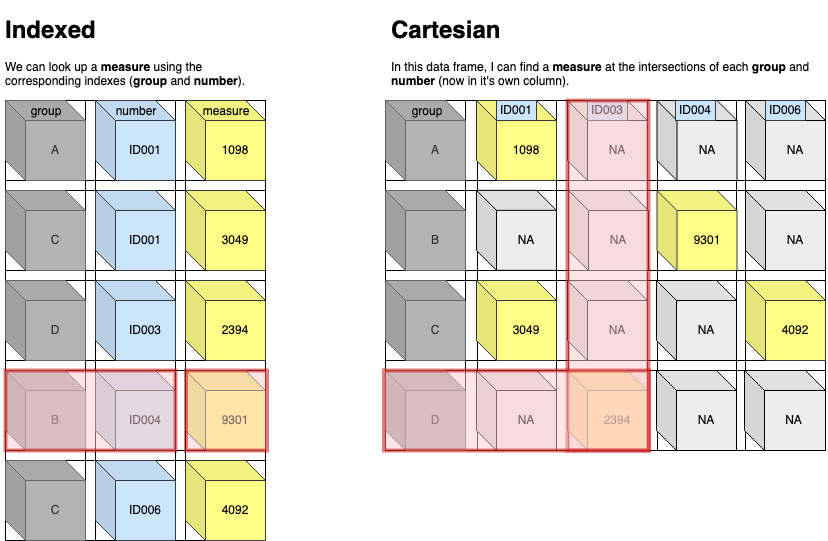 Indexed
We can look up a measure using the
corresponding indexes (group and number).
group number measure
A ID001 1098
C ID001 3049
D ID003 2394
B ID004 9301
C ID006 4092
Cartesian
In this data frame, I can find a measure at the intersections of each group and
number (now in it's own column).
group ID001 ID003 ID004 ID006
A 1098 NA NA NA
B NA NA 9301 NA
C 3049 NA NA 4092
D NA 2394 NA NA